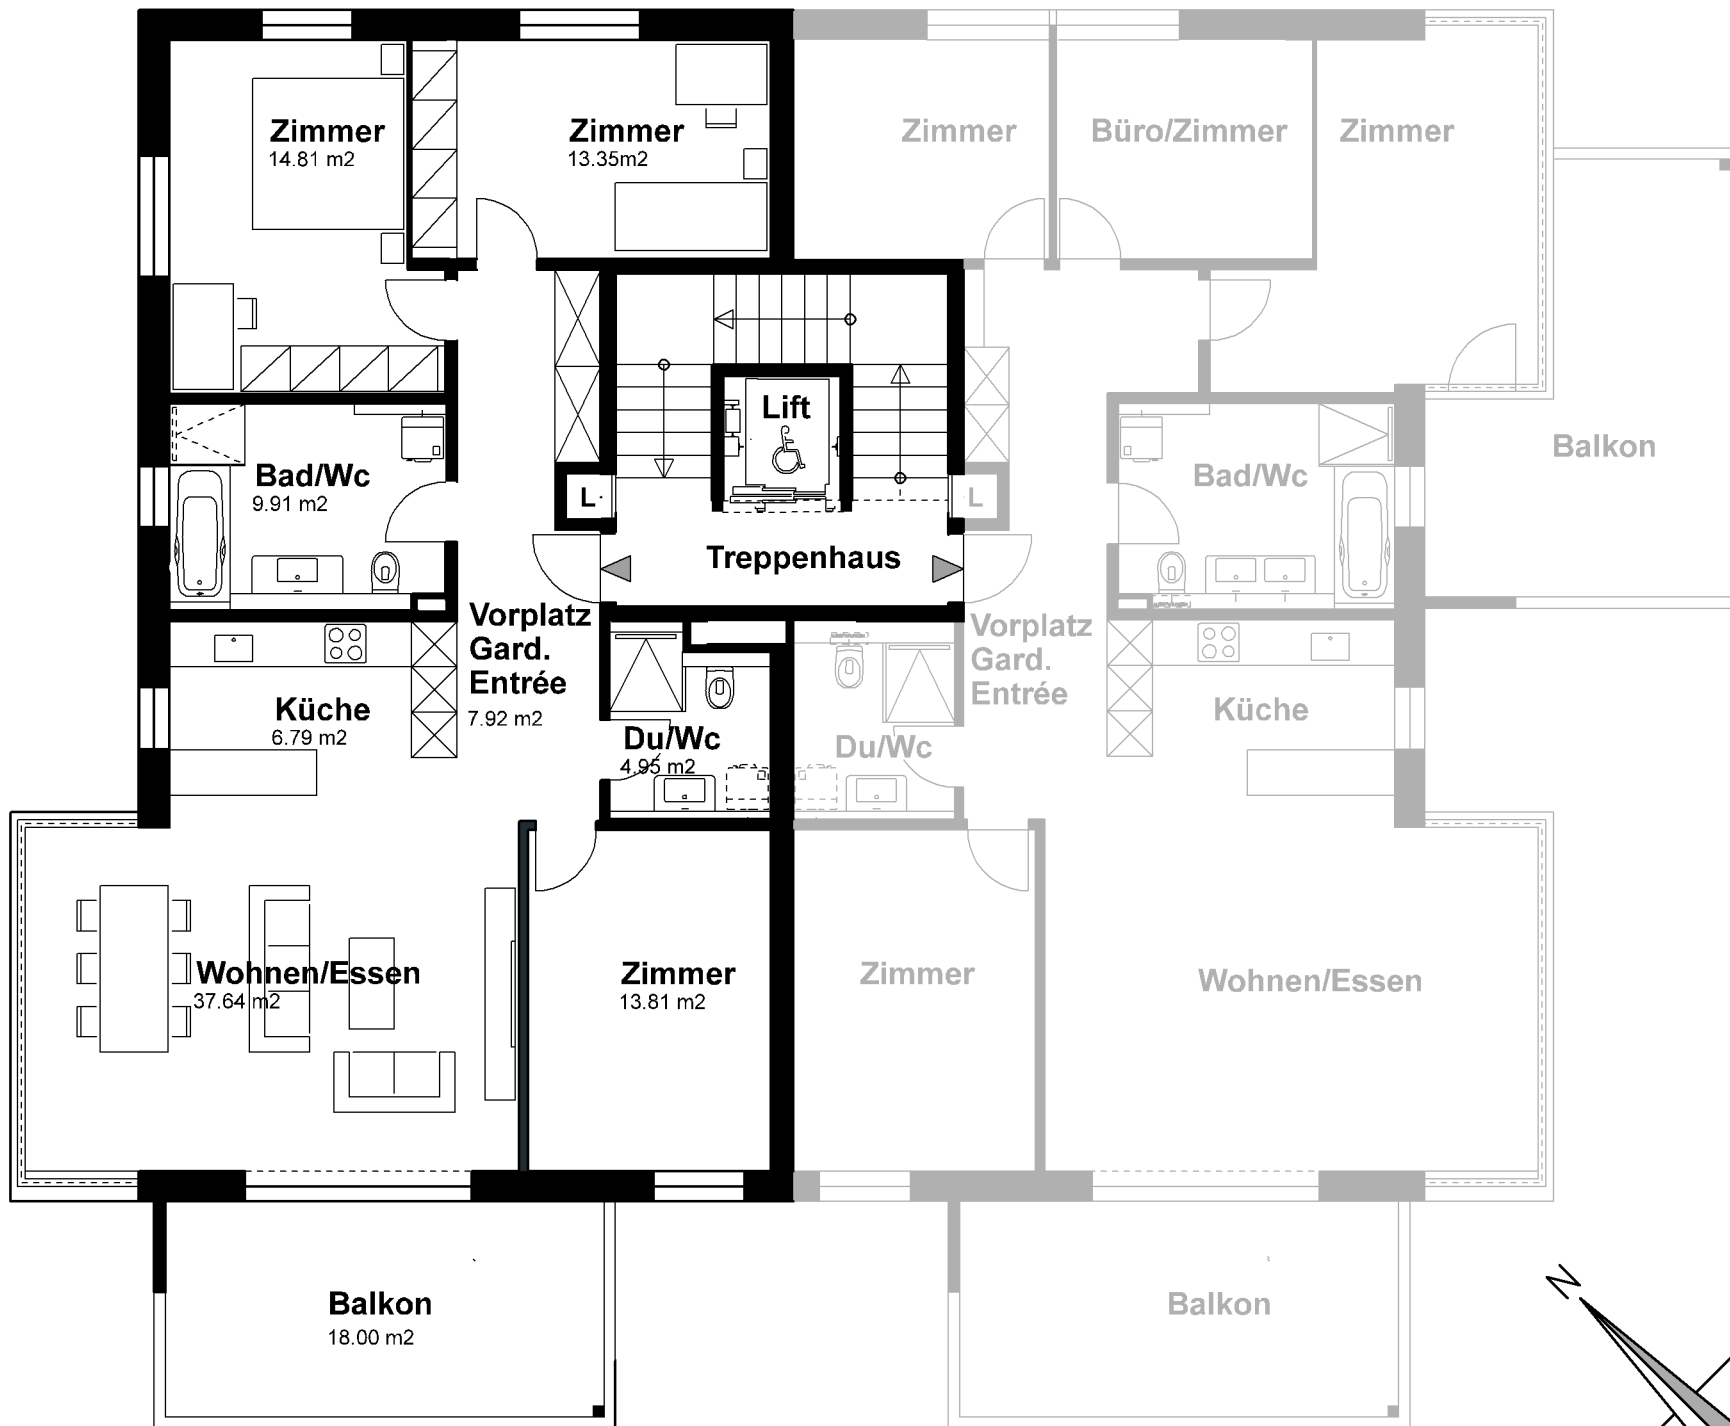 Zimmer
14.81 m2
Zimmer
13.35m2
Zimmer
Büro/Zimmer
Zimmer
Lift
Bad/Wc
9.91 m2
L
L
Bad/Wc
Balkon
Treppenhaus
Vorplatz
Gard.
Entrée
7.92 m2
Vorplatz
Gard.
Entrée
Küche
6.79 m2
Du/Wc
4.95 m2
Du/Wc
Küche
Wohnen/Essen
37.64 m2
Zimmer
13.81 m2
Zimmer
Wohnen/Essen
Balkon
18.00 m2
Balkon
N